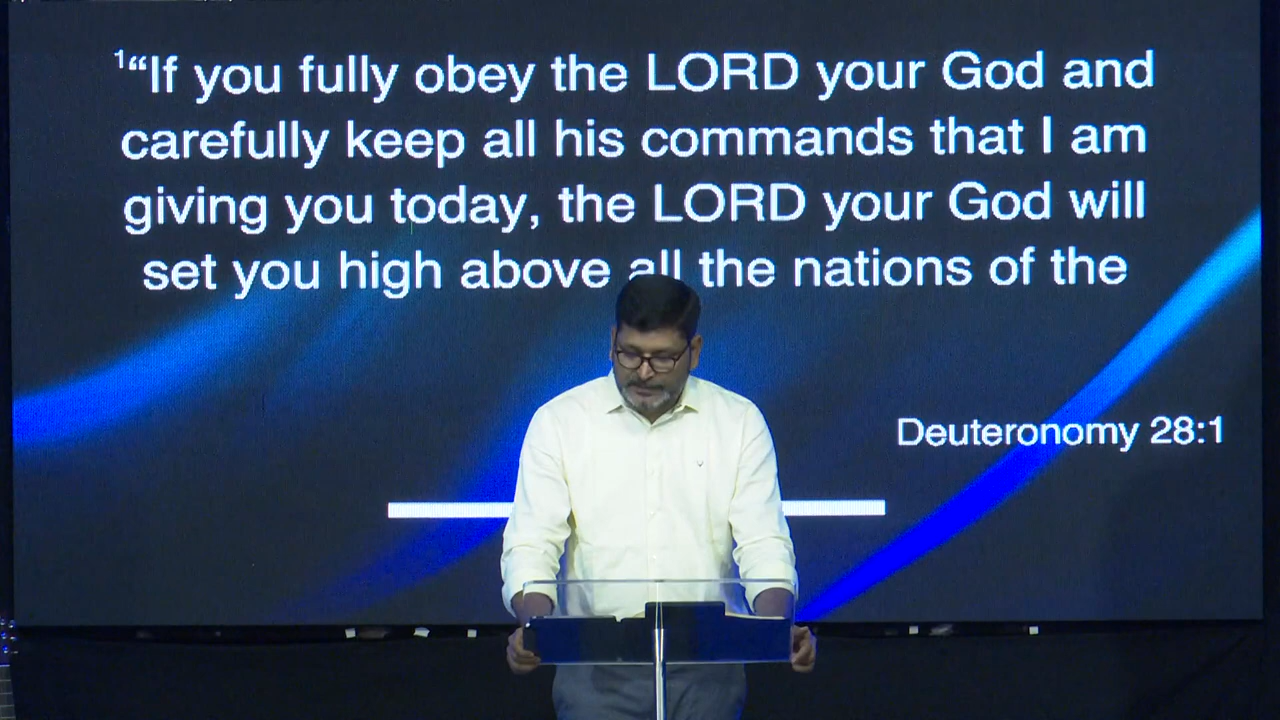 ¹“If you fully obey the LORD your God and
carefully keep all his commands that I am
giving you today, the LORD your God will
set you high above all the nations of the
Deuteronomy 28:1